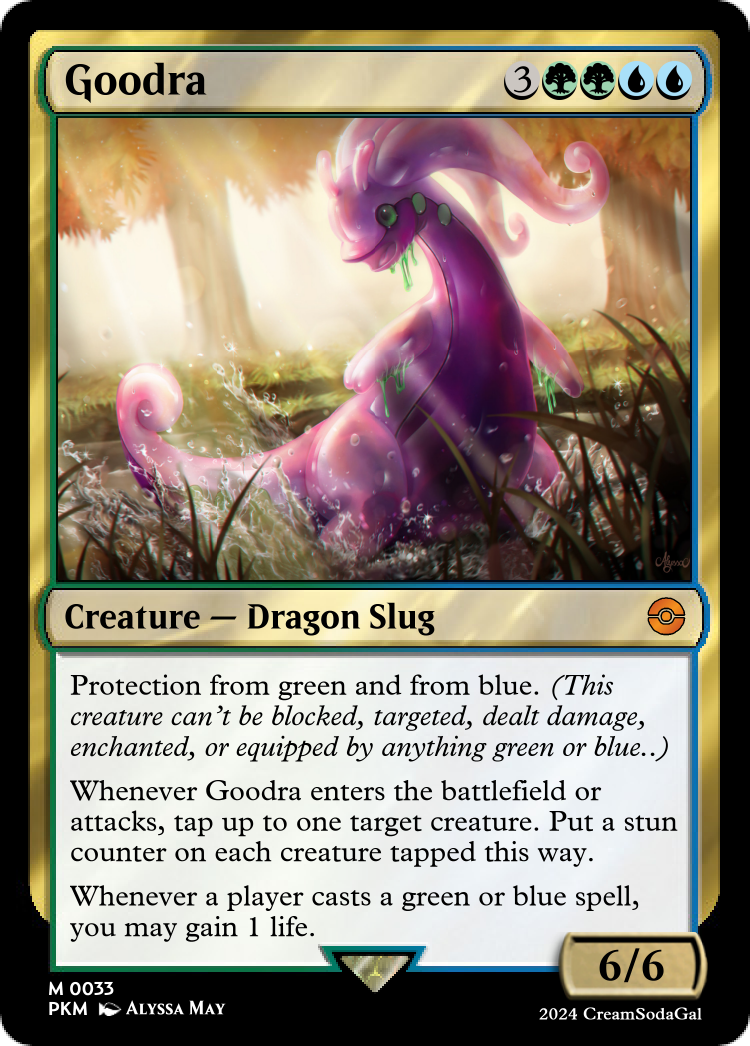 Goodra
3
Alyssa
Creature — Dragon Slug
Protection from green and from blue. (This
creature can't be blocked, targeted, dealt damage,
enchanted, or equipped by anything green or blue..)
Whenever Goodra enters the battlefield or
attacks, tap up to one target creature. Put a stun
counter on each creature tapped this way.
Whenever a player casts a green or blue spell,
you may gain 1 life.
6/6
M 0033
PKM Alyssa May
2024 CreamSodaGal